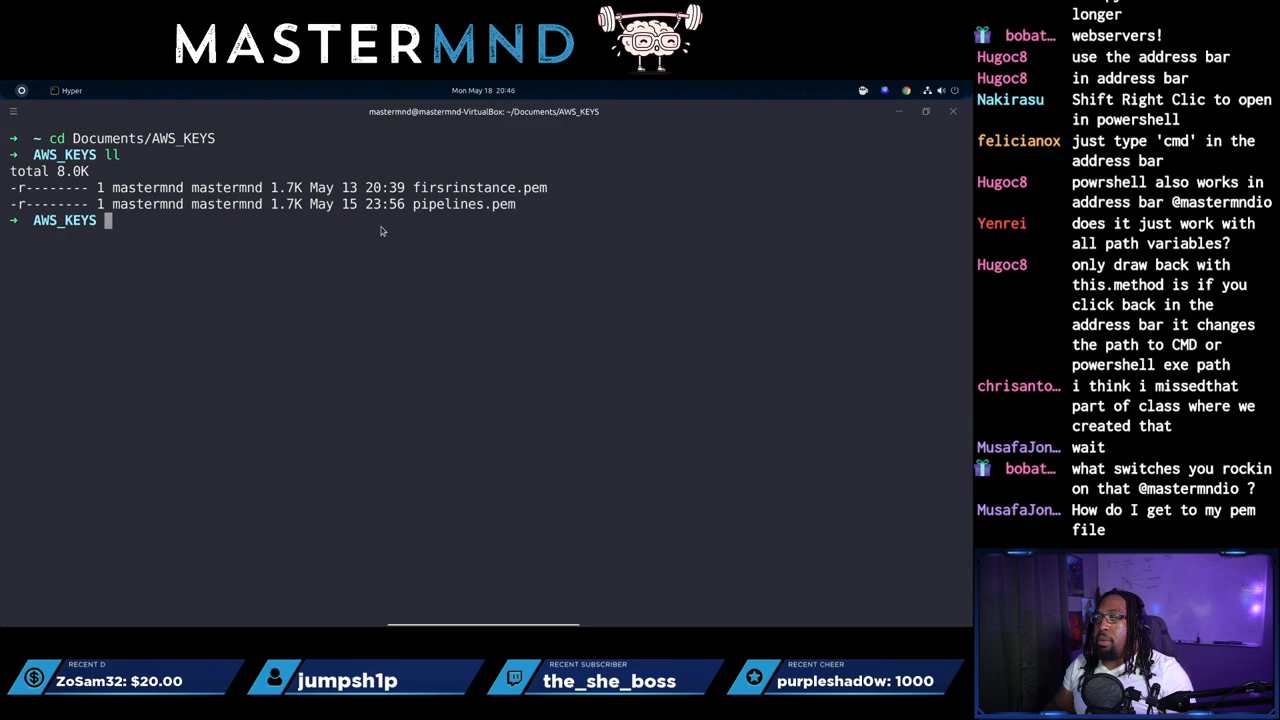 MASTERMND
Hyper
Mon May 18 20:46
mastermnd@mastermnd-VirtualBox: ~/Documents/AWS_KEYS
→ ~ cd Documents/AWS_KEYS
→ AWS_KEYS ll
total 8.0K
-r-------- 1 mastermnd mastermnd 1.7K May 13 20:39 firsrinstance.pem
-r-------- 1 mastermnd mastermnd 1.7K May 15 23:56 pipelines.pem
→ AWS_KEYS
longer
bobat… webservers!
Hugoc8 use the address bar
Hugoc8 in address bar
Nakirasu Shift Right Clic to open
in powershell
felicianox just type 'cmd' in the
address bar
Hugoc8 powrshell also works in
address bar @mastermndio
Yenrei does it just work with
all path variables?
Hugoc8 only draw back with
this.method is if you
click back in the
address bar it changes
the path to CMD or
powershell exe path
chrisanto… i think i missedthat
part of class where we
created that
MusafaJon… wait
bobat… what switches you rockin
on that @mastermndio ?
MusafaJon… How do I get to my pem
file
RECENT D
ZoSam32: $20.00
jumpsh1p
RECENT SUBSCRIBER
the_she_boss
RECENT CHEER
purpleshad0w: 1000